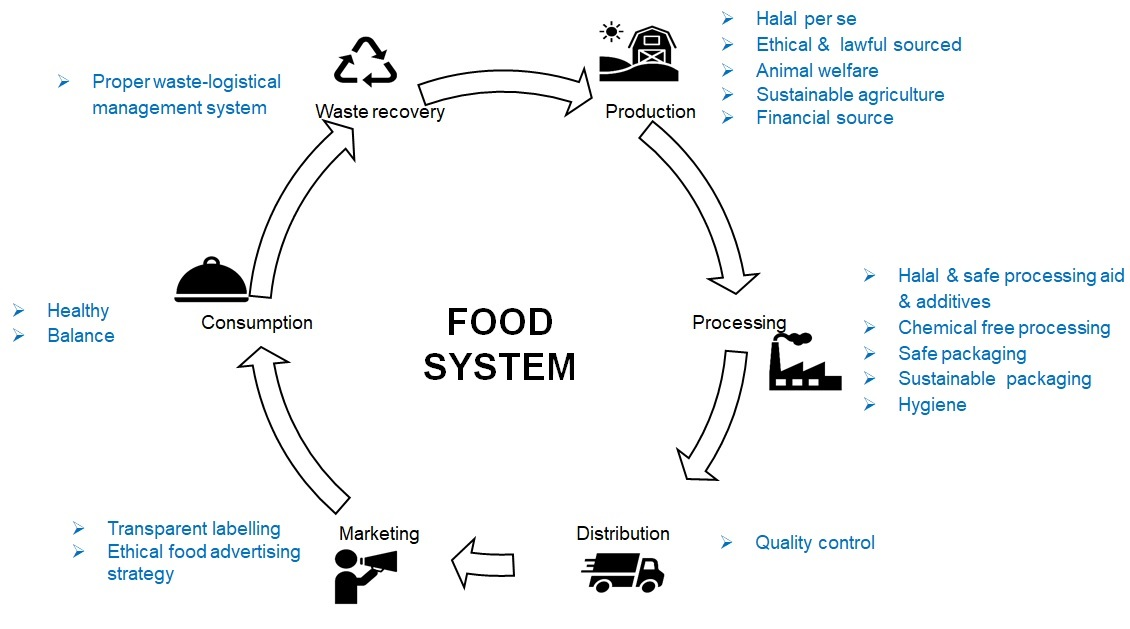 Halal per se
Ethical & lawful sourced
Animal welfare
Sustainable agriculture
Financial source
Production
Proper waste-logistical
management system
Waste recovery
Halal & safe processing aid
& additives
Chemical free processing
Safe packaging
Sustainable packaging
Hygiene
Processing
Healthy
Balance
Consumption
FOOD
SYSTEM
Transparent labelling
Ethical food advertising
strategy
Marketing
Distribution
Quality control